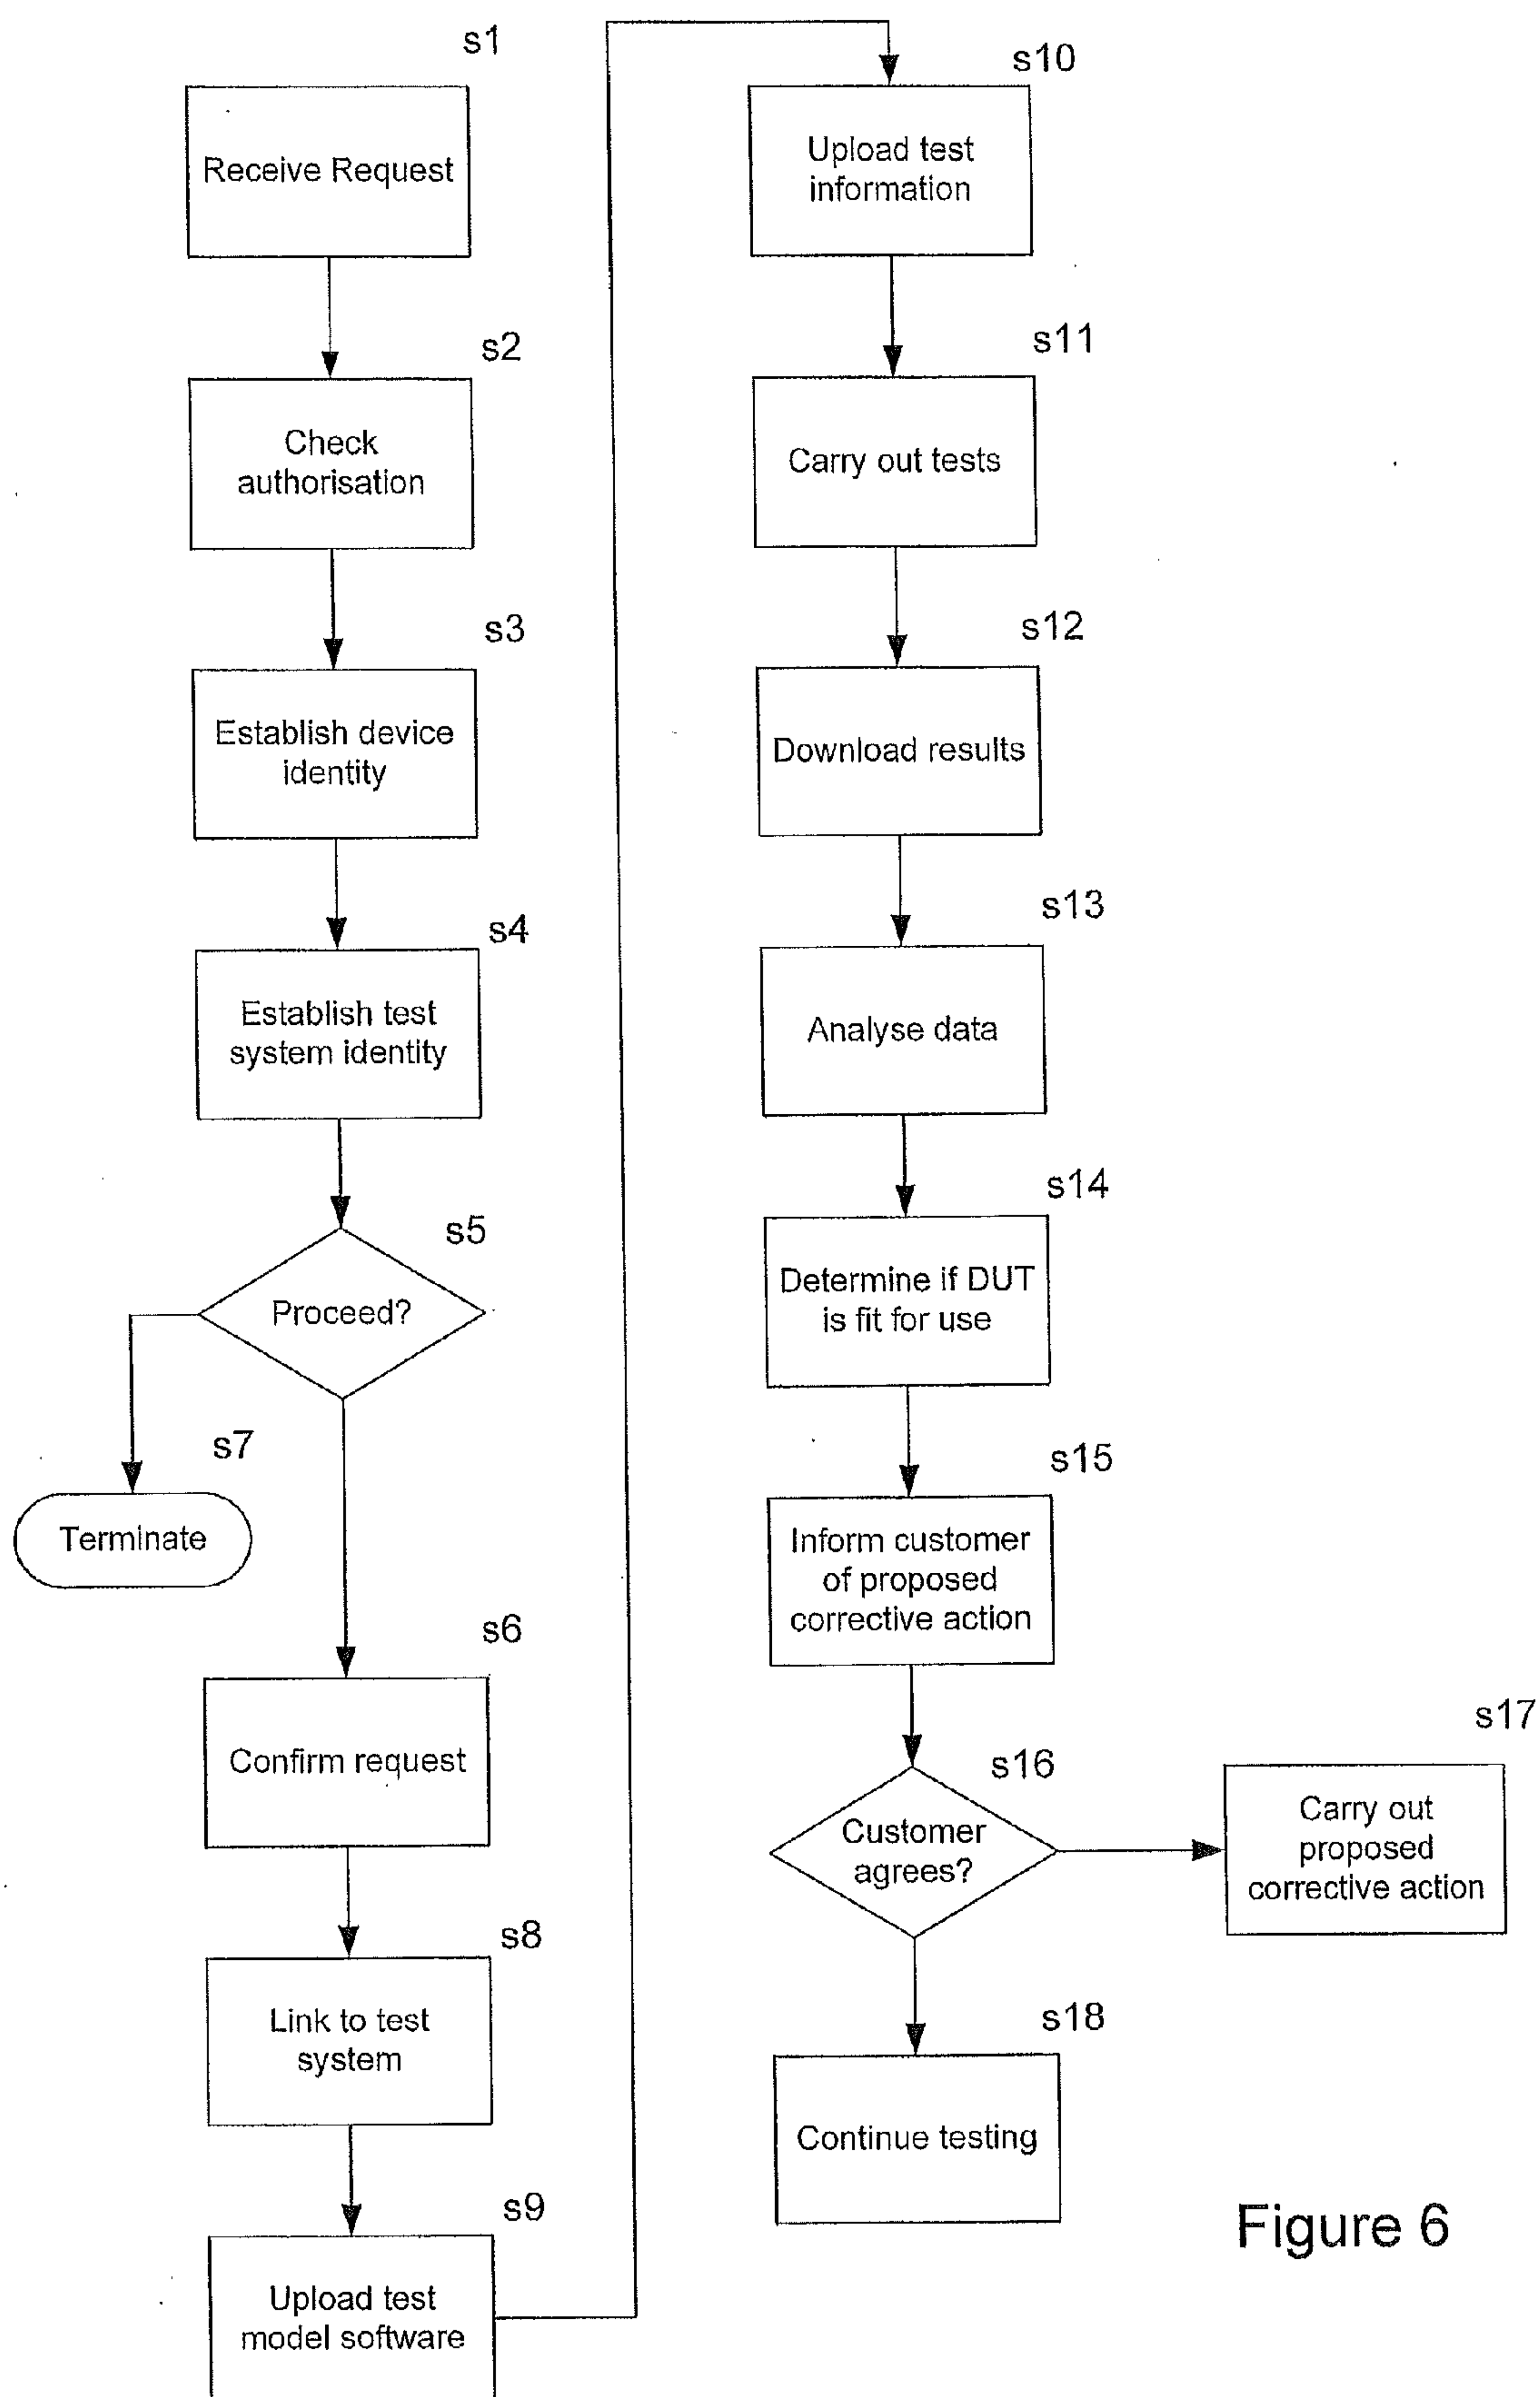 s1
Receive Request
s2
Check
authorisation
s3
Establish device
identity
s4
Establish test
system identity
s5
Proceed?
s7
Terminate
s6
Confirm request
s8
Link to test
system
s9
Upload test
model software
s10
Upload test
information
s11
Carry out tests
s12
Download results
s13
Analyse data
s14
Determine if DUT
is fit for use
s15
Inform customer
of proposed
corrective action
s16
Customer
agrees?
s17
Carry out
proposed
corrective action
s18
Continue testing
Figure 6